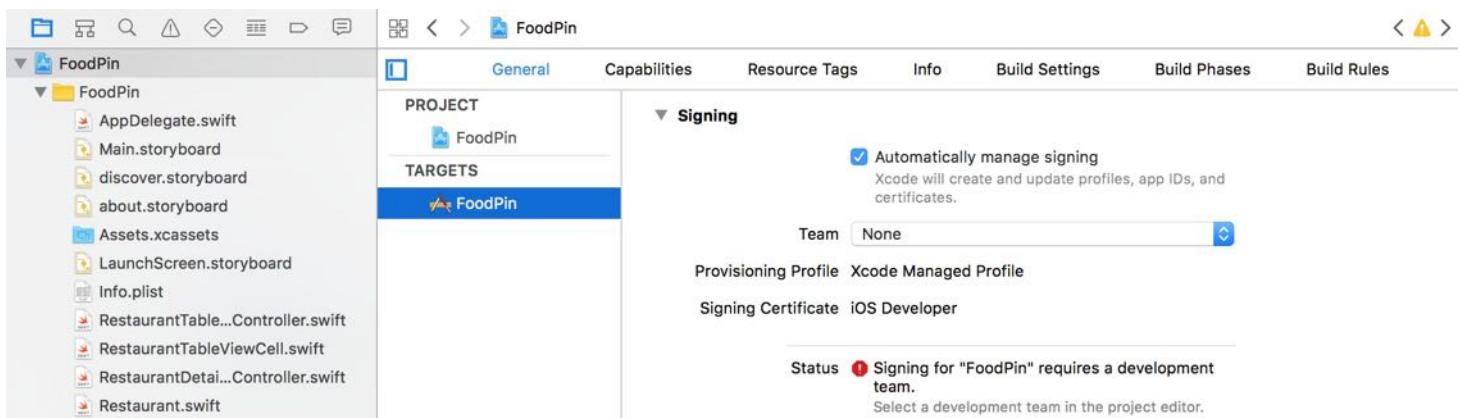 FoodPin
General Capabilities Resource Tags Info Build Settings Build Phases Build Rules
FoodPin
FoodPin
AppDelegate.swift
Main.storyboard
discover.storyboard
about.storyboard
Assets.xcassets
LaunchScreen.storyboard
Info.plist
RestaurantTable...Controller.swift
RestaurantTableViewCell.swift
RestaurantDetai...Controller.swift
Restaurant.swift
PROJECT
FoodPin
TARGETS
FoodPin
Signing
Automatically manage signing
Xcode will create and update profiles, app IDs, and
certificates.
Team None
Provisioning Profile Xcode Managed Profile
Signing Certificate iOS Developer
Status Signing for "FoodPin" requires a development
team.
Select a development team in the project editor.